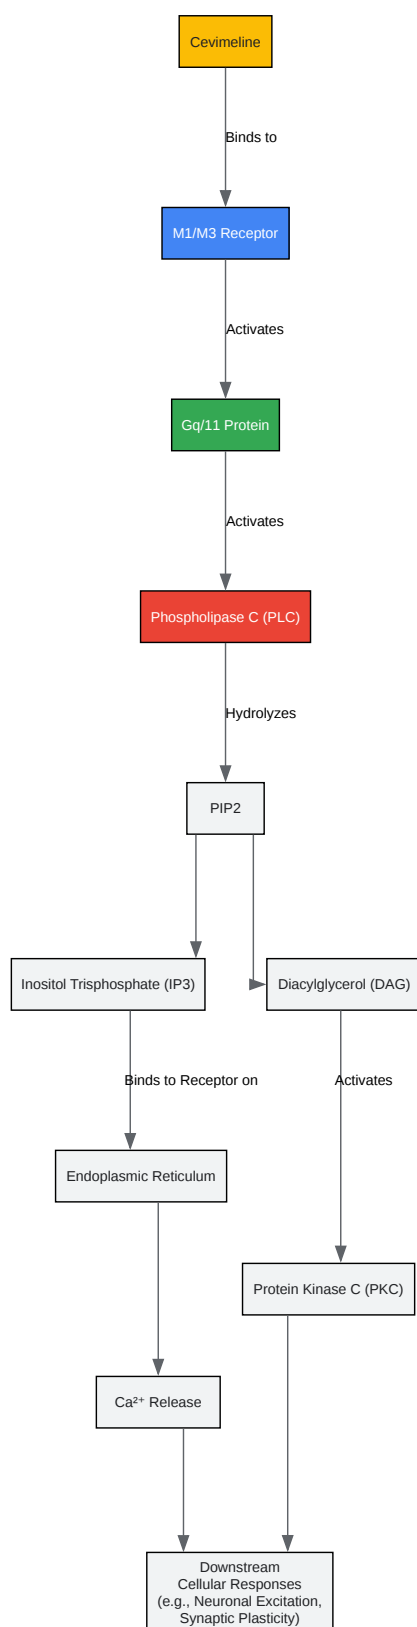 Cevimeline
Binds to
M1/M3 Receptor
Activates
Gq/11 Protein
Activates
Phospholipase C (PLC)
Hydrolyzes
PIP2
Inositol Trisphosphate (IP3)
Diacylglycerol (DAG)
Binds to Receptor on
Activates
Endoplasmic Reticulum
Protein Kinase C (PKC)
Ca²⁺ Release
Downstream
Cellular Responses
(e.g., Neuronal Excitation,
Synaptic Plasticity)